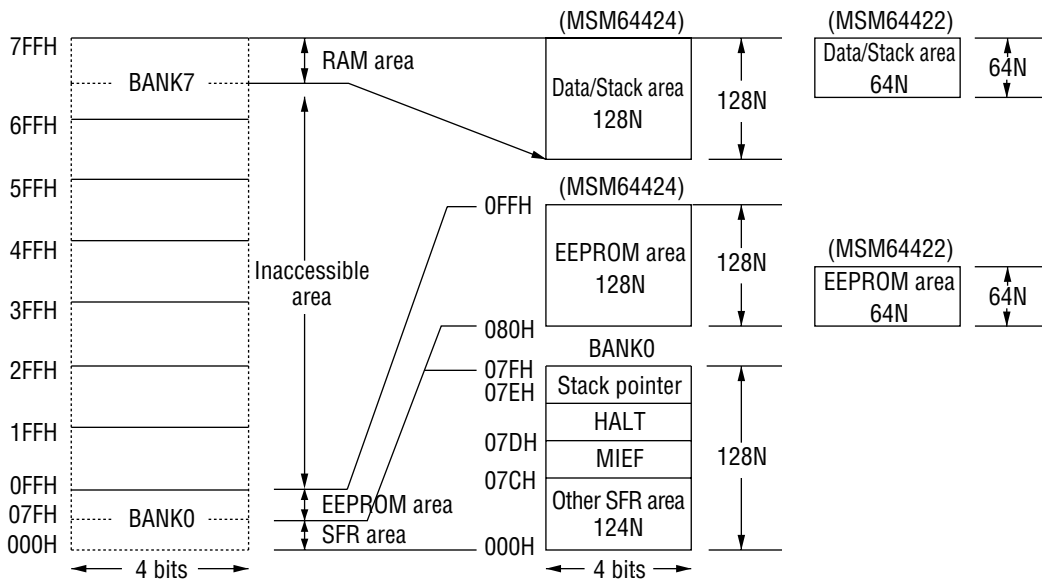 7FFH
BANK7
6FFH
5FFH
4FFH
3FFH
2FFH
1FFH
0FFH
07FH
BANK0
000H
4 bits
RAM area
Inaccessible
area
EEPROM area
SFR area
(MSM64424)
Data/Stack area
128N
128N
(MSM64424)
0FFH
EEPROM area
128N
128N
080H
BANK0
07FH
07EH
Stack pointer
HALT
07DH
MIEF
07CH
Other SFR area
124N
128N
000H
4 bits
(MSM64422)
Data/Stack area
64N
64N
(MSM64422)
EEPROM area
64N
64N